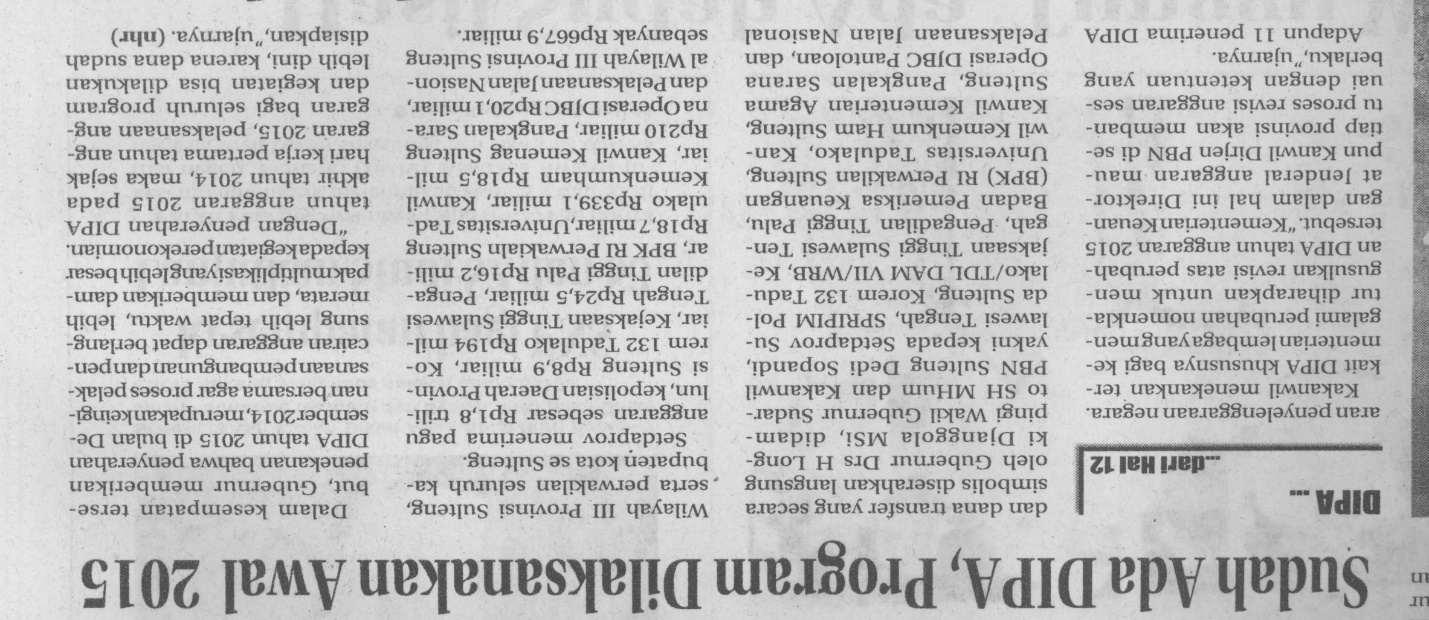 Sudah Ada DIPA, Program Dilaksanakan Awal 2015
DIPA ...
...dari Hal 12
aran penyelenggaraan negara.
Kakanwil menekankan ter-
kait DIPA khususnya bagi ke-
menterian lembaga yang men-
galami perubahan nomenkla-
tur diharapkan untuk men-
gusulkan revisi atas perubah-
an DIPA tahun anggaran 2015
tersebut. "Kementerian Keuan-
gan dalam hal ini Direktor-
at Jenderal anggaran mau-
pun Kanwil Dirjen PBN di se-
tiap provinsi akan memban-
tu proses revisi anggaran ses-
uai dengan ketentuan yang
berlaku," ujarnya.
Adapun 11 penerima DIPA
dan dana transfer yang secara
simbolis diserahkan langsung
oleh Gubernur Drs H Long-
ki Djanggola MSi, didam-
pingi Wakil Gubernur Sudar-
to SH MHum dan Kakanwil
PBN Sulteng Dedi Sopandi,
yakni kepada Setdaprov Su-
lawesi Tengah, SPRIPIM Pol-
da Sulteng, Korem 132 Tadu-
lako/TDL DAM VII/WRB, Ke-
jaksaan Tinggi Sulawesi Ten-
gah, Pengadilan Tinggi Palu,
Badan Pemeriksa Keuangan
(BPK) RI Perwakilan Sulteng,
Universitas Tadulako, Kan-
wil Kemenkum Ham Sulteng,
Kanwil Kementerian Agama
Sulteng, Pangkalan Sarana
Operasi DJBC Pantoloan, dan
Pelaksanaan Jalan Nasional
Wilayah III Provinsi Sulteng,
serta perwakilan seluruh ka-
bupaten kota se Sulteng.
Setdaprov menerima pagu
anggaran sebesar Rp1,8 trili-
lun, kepolisian Daerah Provin-
si Sulteng Rp8,9 miliar, Ko-
rem 132 Tadulako Rp194 mil-
iar, Kejaksaan Tinggi Sulawesi
Tengah Rp24,5 miliar, Penga-
dilan Tinggi Palu Rp16,2 mili-
ar, BPK RI Perwakialn Sulteng
Rp18,7 miliar, Universitas Tad-
ulako Rp339,1 miliar, Kanwil
Kemenkumham Rp18,5 mil-
iar, Kanwil Kemenag Sulteng
Rp210 miliar, Pangkalan Sara-
na Operasi DJBC Rp20,1 miliar,
dan Pelaksanaan Jalan Nasion-
al Wilayah III Provinsi Sulteng
sebanyak Rp667,9 miliar.
Dalam kesempatan terse-
but, Gubernur memberikan
penekanan bahwa penyerahan
DIPA tahun 2015 di bulan De-
sember 2014, merupakan keingi-
nan bersama agar proses pelak-
sanaan pembangunan dan pen-
cairan anggaran dapat berlang-
sung lebih tepat waktu, lebih
merata, dan memberikan dam-
pak multiplikasi yang lebih besar
kepada kegiatan perekonomian.
"Dengan penyerahan DIPA
tahun anggaran 2015 pada
akhir tahun 2014, maka sejak
hari kerja pertama tahun ang-
garan 2015, pelaksanaan ang-
garan bagi seluruh program
dan kegiatan bisa dilakukan
lebih dini, karena dana sudah
disiapkan," ujarnya. (nhr)